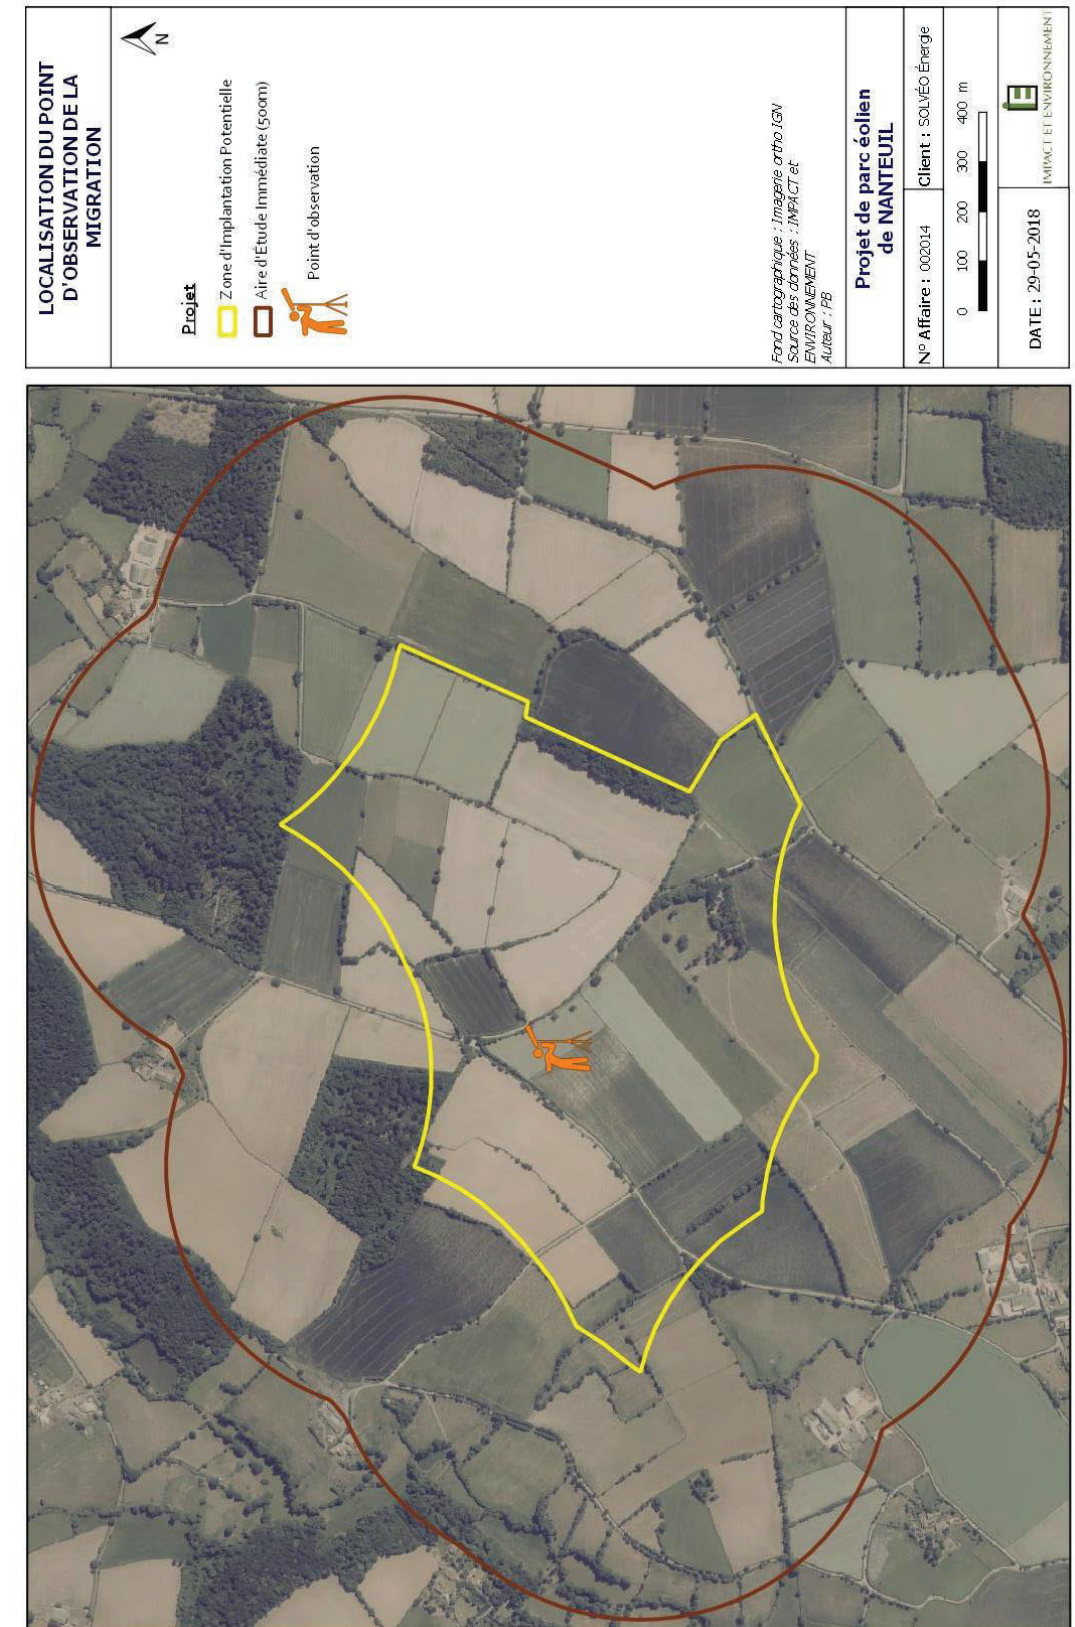 LOCALISATION DU POINT
D'OBSERVATION DE LA
MIGRATION
N
Projet
Zone d'Implantation Potentielle
Aire d'Étude Immédiate (500m)
Point d'observation
Fond cartographique : Imagerie ortho IGN
Source des données : IMPACT et
ENVIRONNEMENT
Auteur : PB
Projet de parc éolien
de NANTEUIL
N° Affaire : 002014
Client : SOLVÉO Énergie
0 100 200 300 400 m
DATE : 29-05-2018
IE
IMPACT ET ENVIRONNEMENT